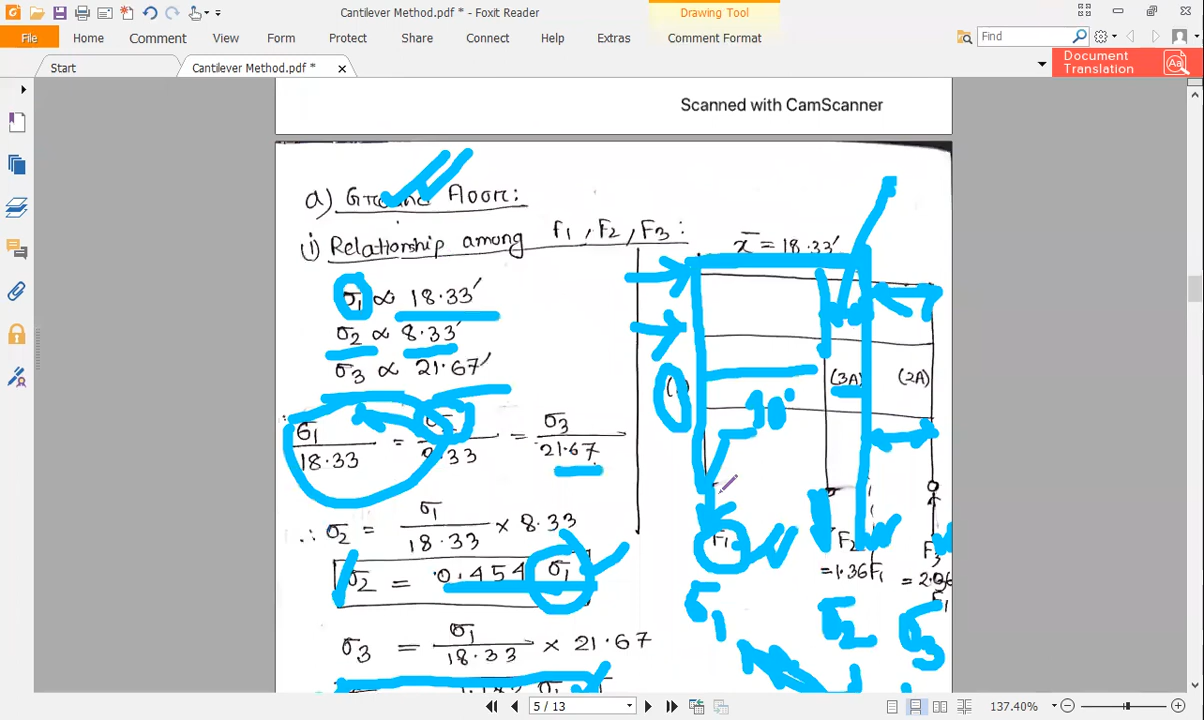 Cantilever Method.pdf * - Foxit Reader
Drawing Tool
File
Home
Comment
View
Form
Protect
Share
Connect
Help
Extras
Comment Format
Find
Start
Cantilever Method.pdf *
Document Translation
Scanned with CamScanner
a) Ground Floor:
(i) Relationship among F1, F2, F3:
x̄ = 18.33'
σ1 ∝ 18.33'
σ2 ∝ 8.33'
σ3 ∝ 21.67'
(3A)
(2A)
10'
σ1/18.33 = σ2/8.33 = σ3/21.67
∴ σ2 = σ1/18.33 × 8.33
F1
F2
F3
=1.36F1
σ2 = 0.454 σ1
σ1
σ2
σ3
σ3 = σ1/18.33 × 21.67
5 / 13
137.40%